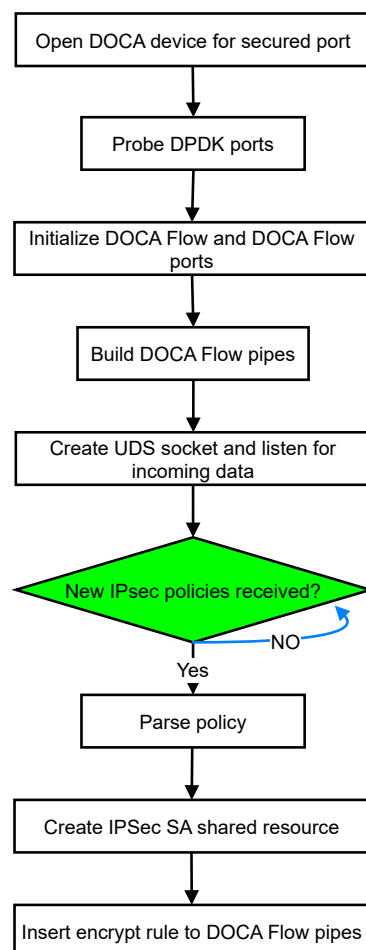 Open DOCA device for secured port
Probe DPDK ports
Initialize DOCA Flow and DOCA Flow
ports
Build DOCA Flow pipes
Create UDS socket and listen for
incoming data
New IPsec policies received?
NO
Yes
Parse policy
Create IPSec SA shared resource
Insert encrypt rule to DOCA Flow pipes